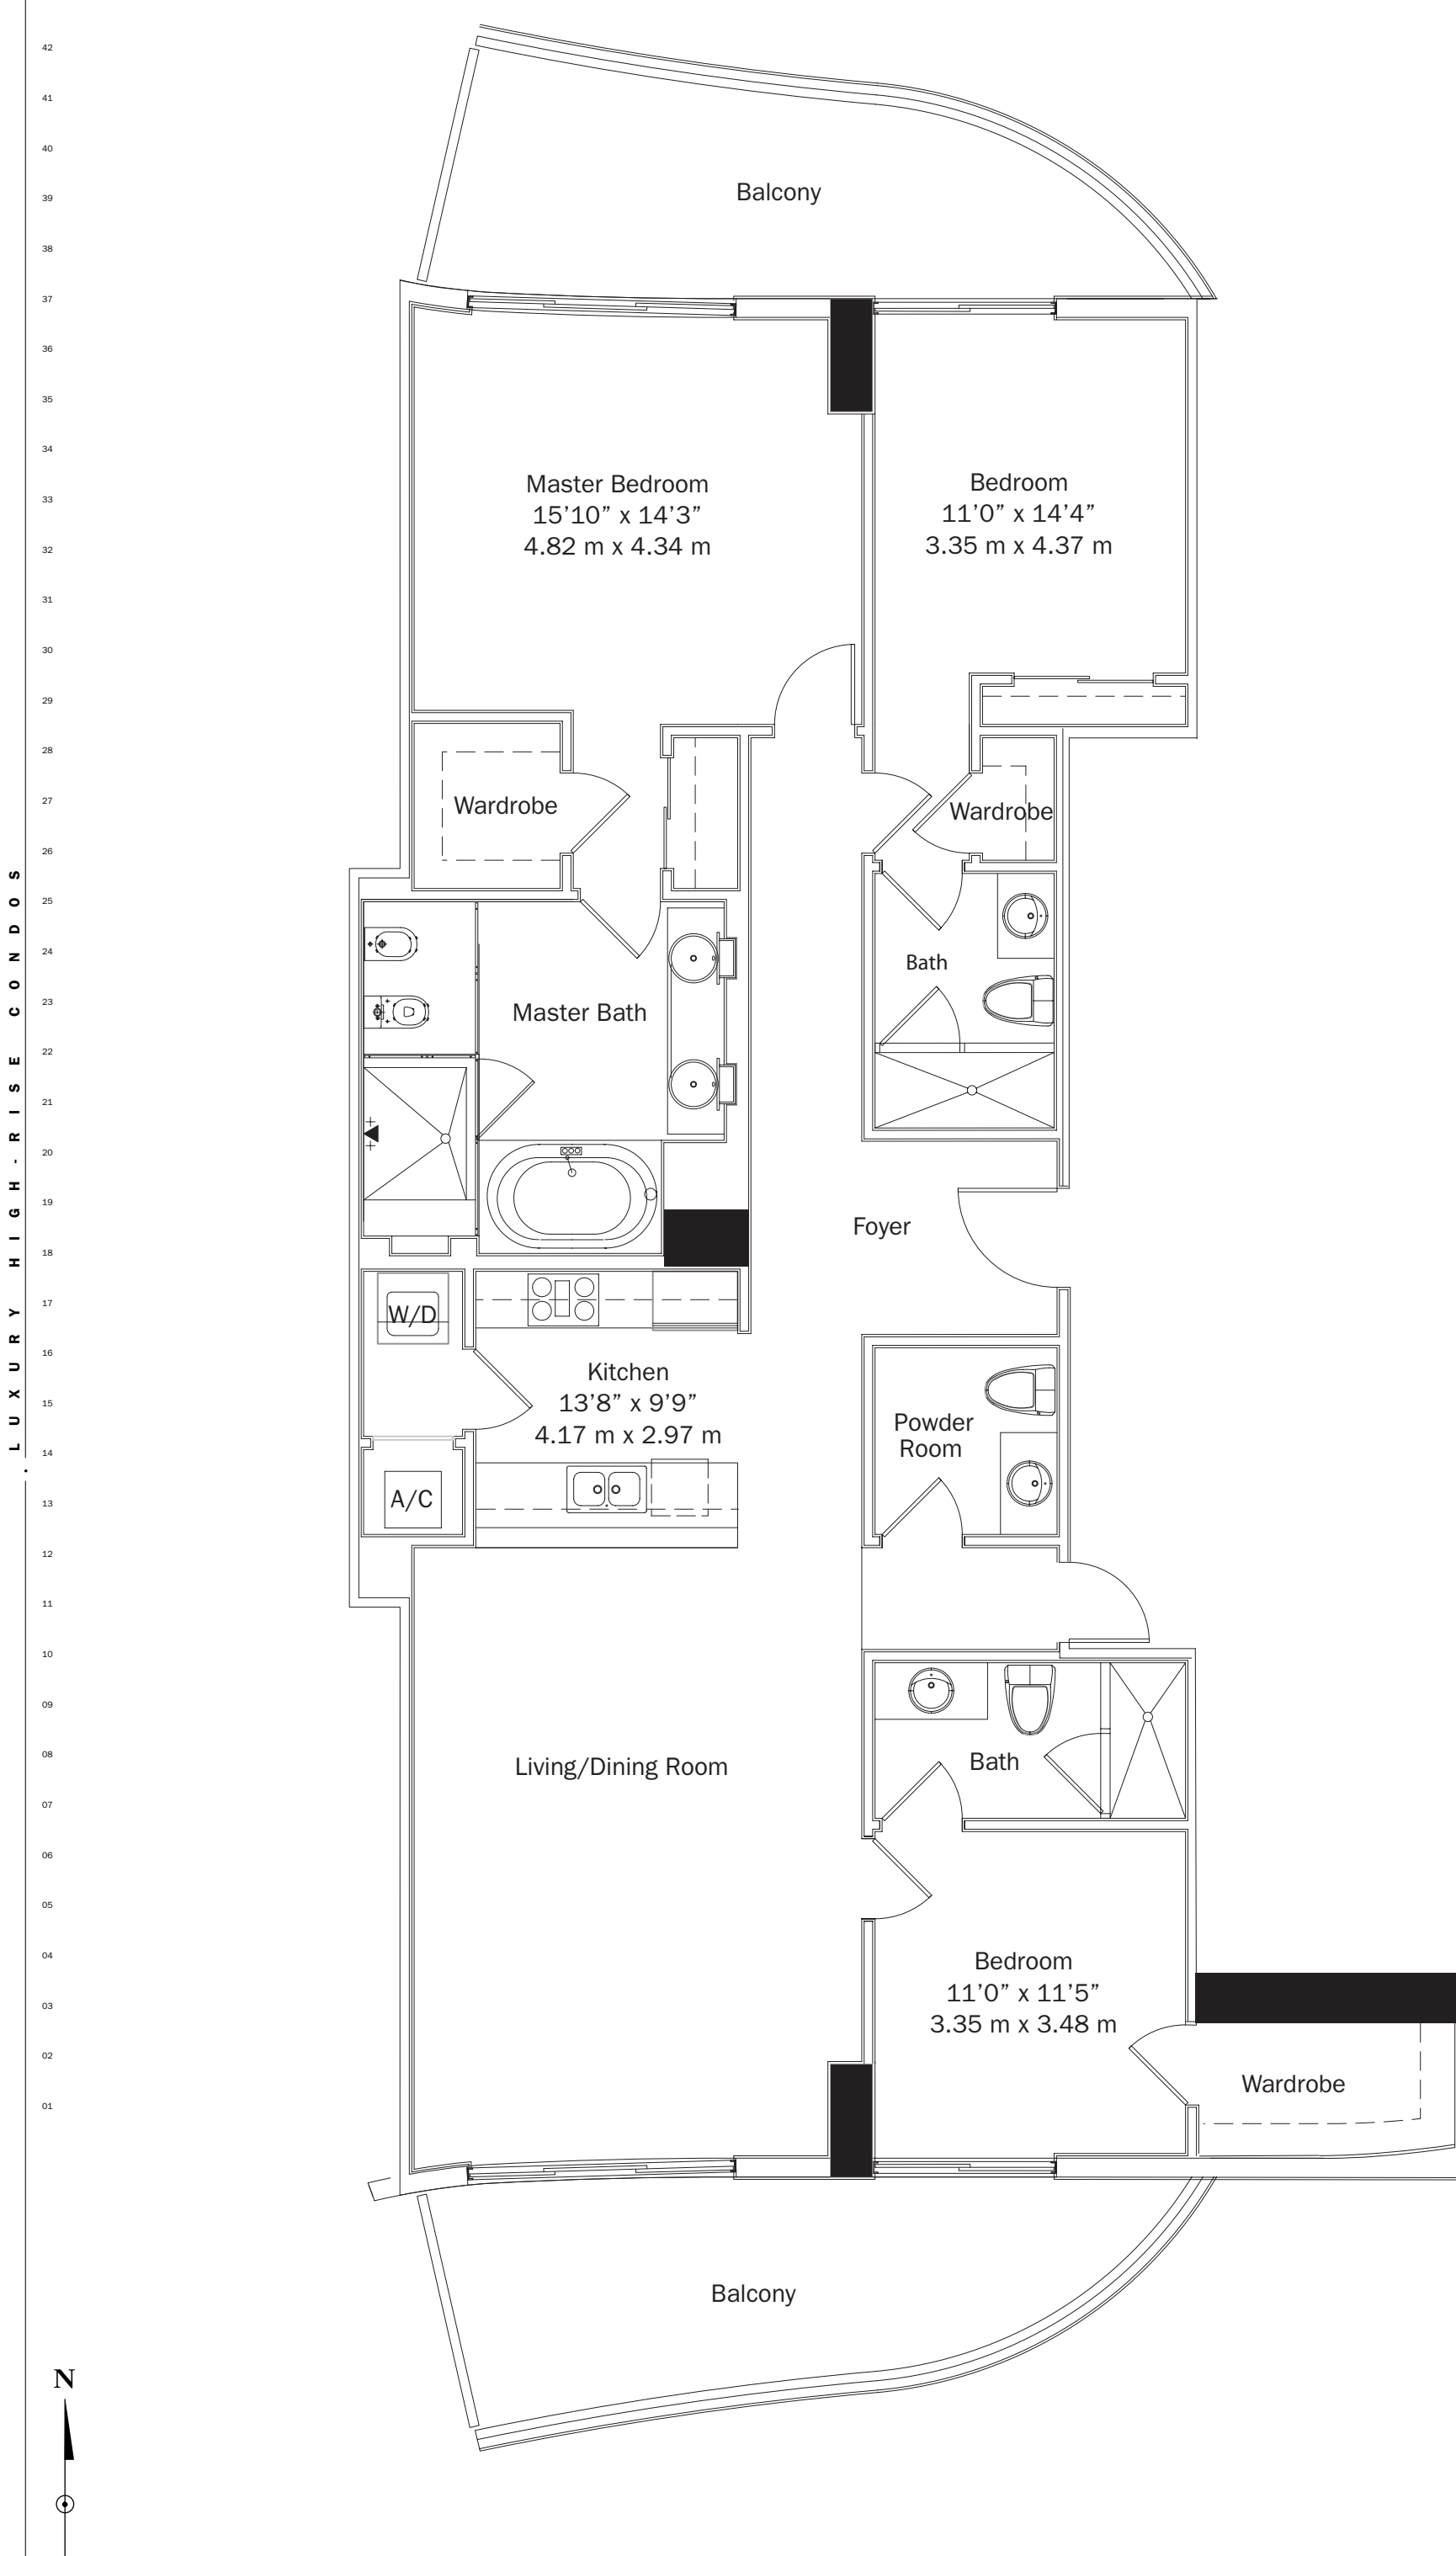 42
41
40
39
38
37
36
35
34
33
32
31
30
29
28
27
26
25
24
23
22
21
20
19
18
17
16
15
14
13
12
11
10
09
08
07
06
05
04
03
02
01
. LUXURY HIGH-RISE CONDOS
N
Balcony
Master Bedroom
15’10” x 14’3”
4.82 m x 4.34 m
Bedroom
11’0” x 14’4”
3.35 m x 4.37 m
Wardrobe
Wardrobe
Bath
Master Bath
Foyer
W/D
Kitchen
13’8” x 9’9”
4.17 m x 2.97 m
Powder
Room
A/C
Living/Dining Room
Bath
Bedroom
11’0” x 11’5”
3.35 m x 3.48 m
Wardrobe
Balcony